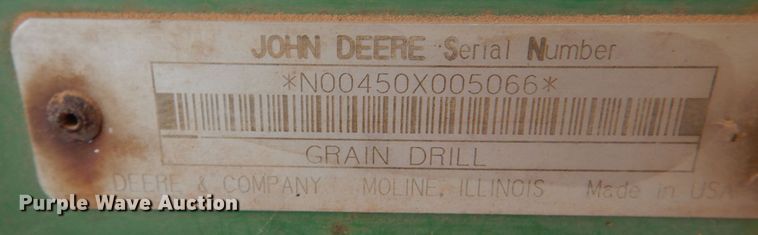 JOHN DEERE Serial Number
*N00450X005066*
GRAIN DRILL
DEERE & COMPANY MOLINE, ILLINOIS Made in USA
Purple Wave Auction